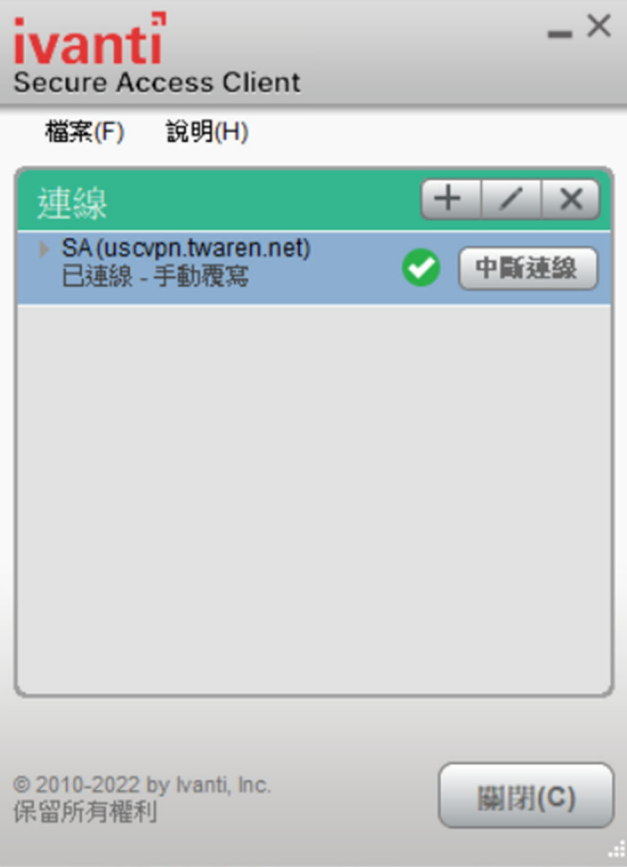 ivanti
Secure Access Client
檔案(F) 說明(H)
連線
SA (uscvpn.twaren.net)
已連線 - 手動覆寫
中斷連線
© 2010-2022 by Ivanti, Inc.
保留所有權利
關閉(C)